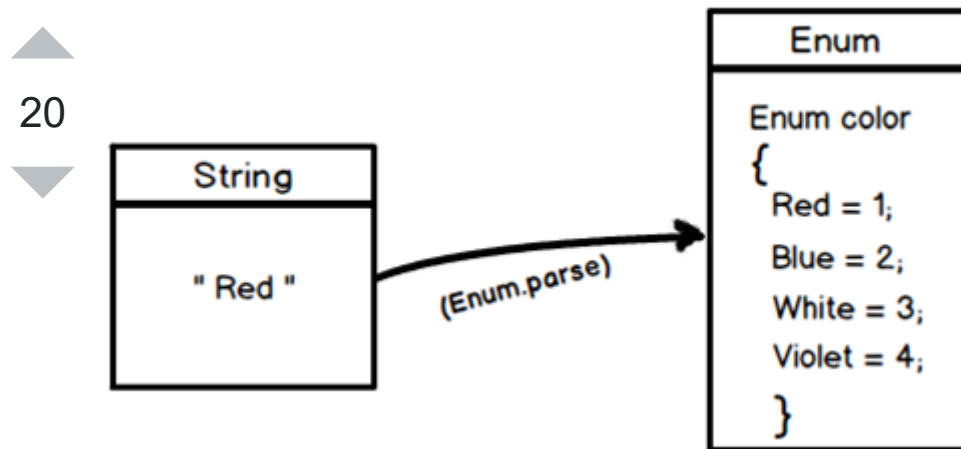 20
String
" Red "
(Enum.parse)
Enum
Enum color
{
Red = 1;
Blue = 2;
White = 3;
Violet = 4;
}